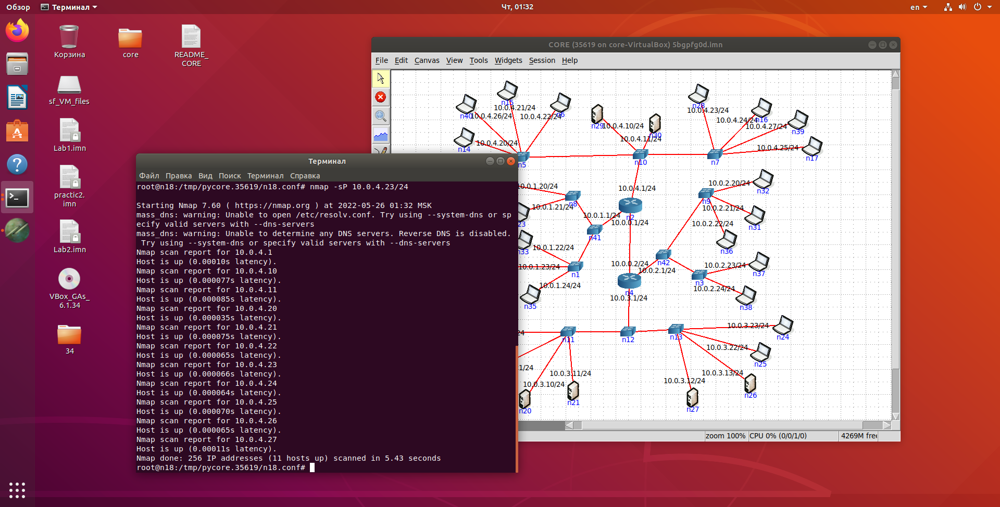 Обзор
Терминал
Чт, 01:32
en
Корзина
core
README_
CORE
sf_VM_files
Lab1.imn
practic2.
imn
Lab2.imn
VBox_GAs_
6.1.34
34
CORE (35619 on core-VirtualBox) 5bgpfg0d.imn
File Edit Canvas View Tools Widgets Session Help
n15
n40
10.0.4.21/24
10.0.4.26/24
10.0.4.22/24
n6
n14
10.0.4.20/24
n29
10.0.4.10/24
10.0.4.11/24
n30
n28
10.0.4.23/24
10.0.4.24/24
n16
10.0.4.27/24
n39
10.0.4.25/24
n17
n5
n10
n7
10.0.1.20/24
10.0.4.1/24
10.0.2.20/24
n32
n8
n9
10.0.1.21/24
10.0.2.21/24
10.0.1.1/24
n2
10.0.0.1/24
23
10.0.2.22/24
n31
n41
10.0.1.22/24
n33
n36
10.0.1.23/24
n1
10.0.0.2/24
n42
10.0.2.1/24
10.0.2.23/24
n37
n3
10.0.1.24/24
10.0.2.24/24
n4
10.0.3.1/24
n35
n38
24
n11
n12
n13
10.0.3.23/24
n24
10.0.3.22/24
n25
1/24
10.0.3.11/24
10.0.3.13/24
10.0.3.10/24
10.0.3.12/24
n20
n21
n27
n26
zoom 100%
CPU 0% (0/0/1/0)
4269M free
Терминал
Файл Правка Вид Поиск Терминал Справка
root@n18:/tmp/pycore.35619/n18.conf# nmap -sP 10.0.4.23/24
Starting Nmap 7.60 ( https://nmap.org ) at 2022-05-26 01:32 MSK
mass_dns: warning: Unable to open /etc/resolv.conf. Try using --system-dns or sp
ecify valid servers with --dns-servers
mass_dns: warning: Unable to determine any DNS servers. Reverse DNS is disabled.
Try using --system-dns or specify valid servers with --dns-servers
Nmap scan report for 10.0.4.1
Host is up (0.00010s latency).
Nmap scan report for 10.0.4.10
Host is up (0.000077s latency).
Nmap scan report for 10.0.4.11
Host is up (0.000085s latency).
Nmap scan report for 10.0.4.20
Host is up (0.000035s latency).
Nmap scan report for 10.0.4.21
Host is up (0.000075s latency).
Nmap scan report for 10.0.4.22
Host is up (0.000065s latency).
Nmap scan report for 10.0.4.23
Host is up (0.000066s latency).
Nmap scan report for 10.0.4.24
Host is up (0.000064s latency).
Nmap scan report for 10.0.4.25
Host is up (0.000070s latency).
Nmap scan report for 10.0.4.26
Host is up (0.000065s latency).
Nmap scan report for 10.0.4.27
Host is up (0.00011s latency).
Nmap done: 256 IP addresses (11 hosts up) scanned in 5.43 seconds
root@n18:/tmp/pycore.35619/n18.conf#